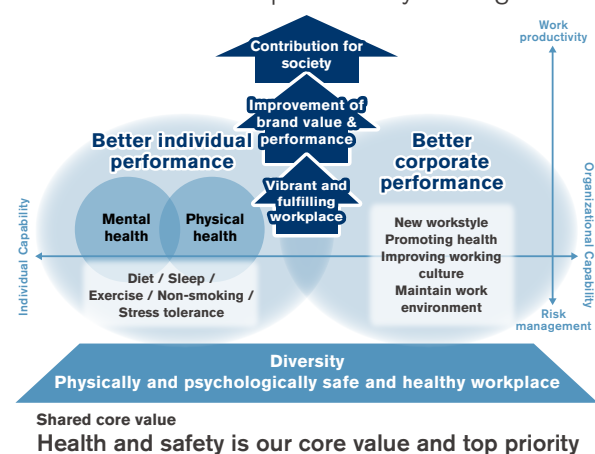 Work
productivity
Contribution for
society
Improvement of
brand value &
performance
Better individual
performance
Better
corporate
performance
Vibrant and
fulfilling
workplace
Mental
health
Physical
health
New workstyle
Promoting health
Improving working
culture
Maintain work
environment
Individual Capability
Organizational Capability
Diet / Sleep /
Exercise / Non-smoking /
Stress tolerance
Risk
management
Diversity
Physically and psychologically safe and healthy workplace
Shared core value
Health and safety is our core value and top priority